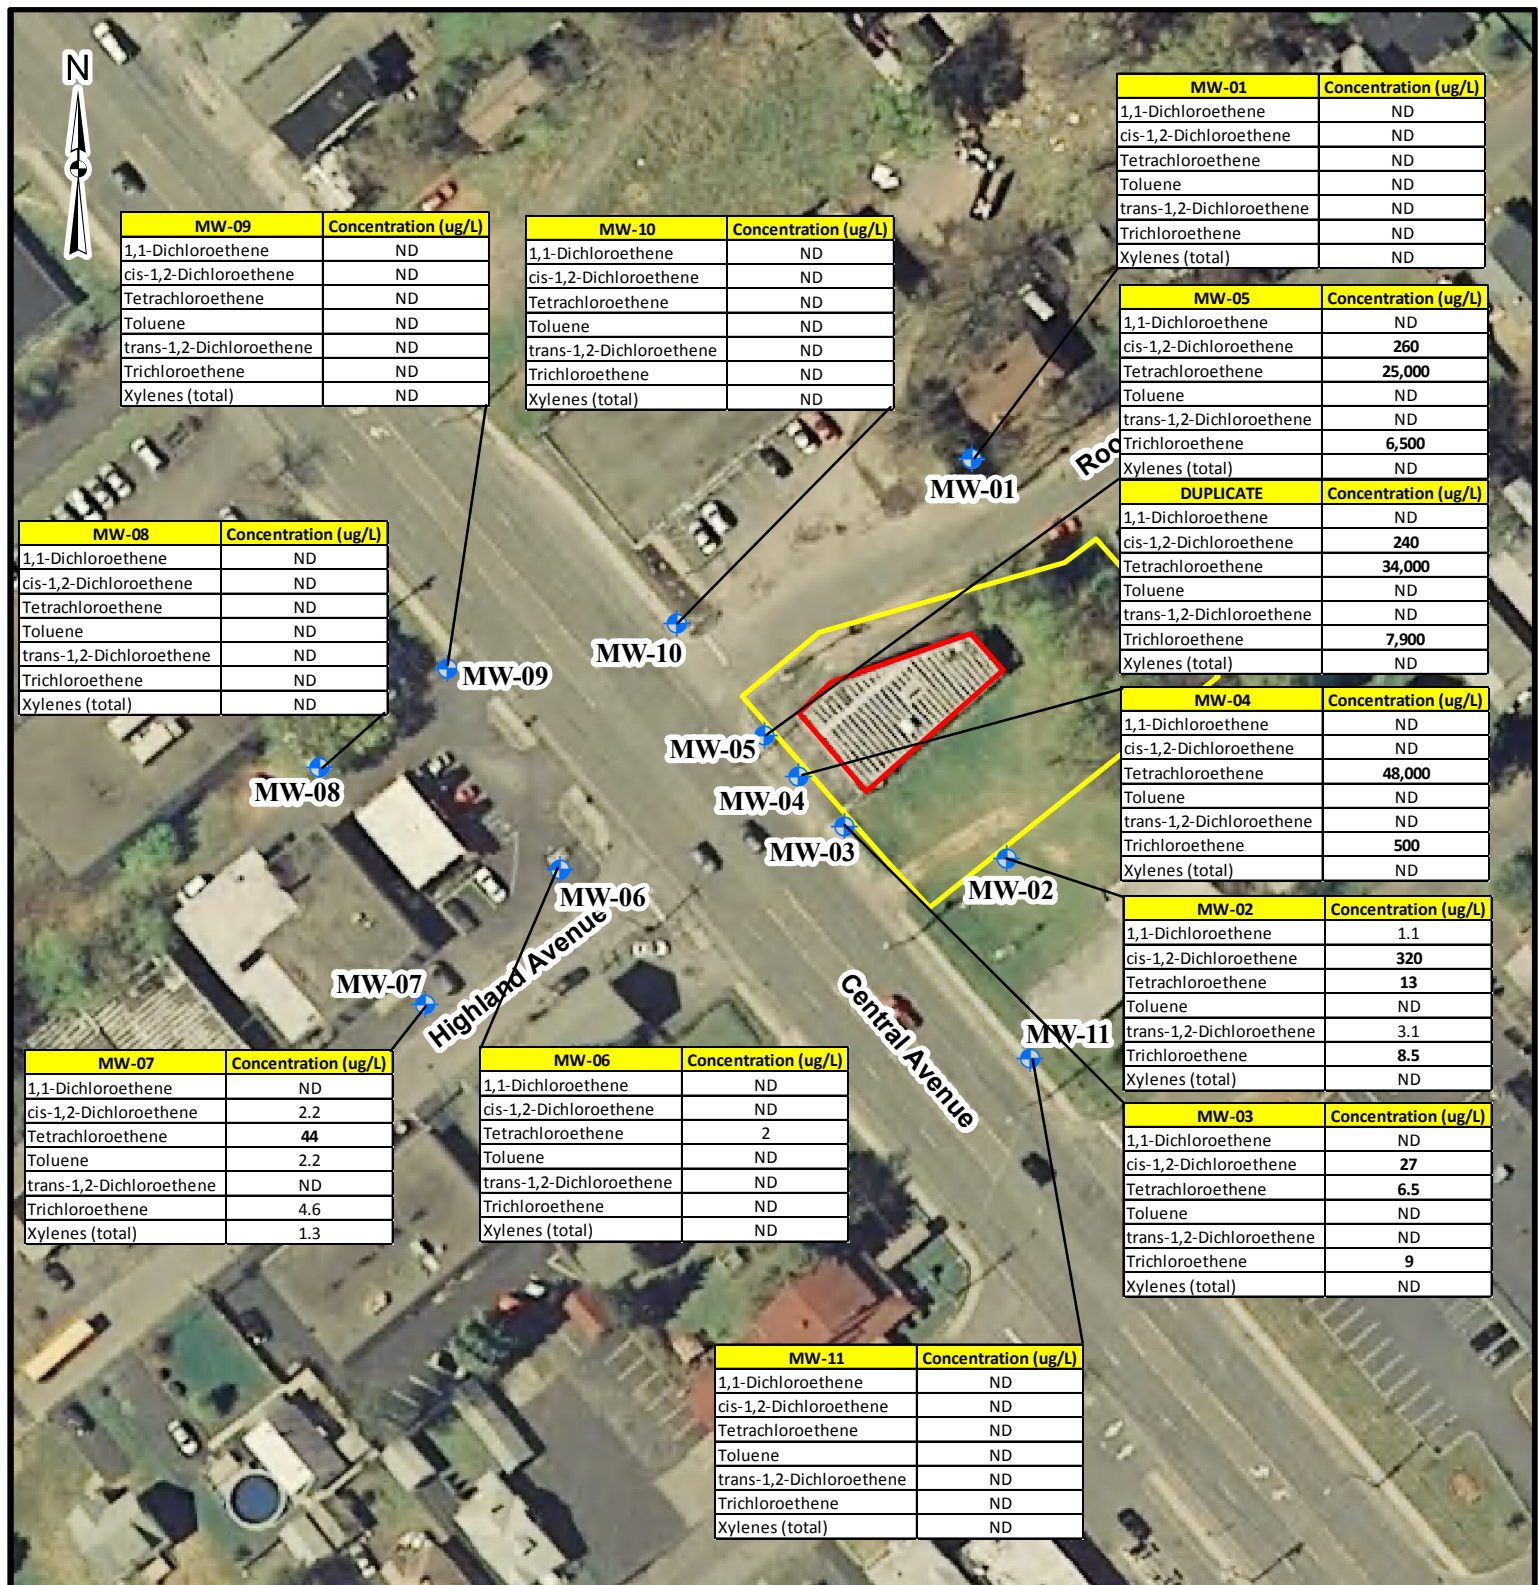 N
MW-01 Concentration (ug/L)
1,1-Dichloroethene ND
cis-1,2-Dichloroethene ND
Tetrachloroethene ND
Toluene ND
trans-1,2-Dichloroethene ND
Trichloroethene ND
Xylenes (total) ND
MW-09 Concentration (ug/L)
1,1-Dichloroethene ND
cis-1,2-Dichloroethene ND
Tetrachloroethene ND
Toluene ND
trans-1,2-Dichloroethene ND
Trichloroethene ND
Xylenes (total) ND
MW-10 Concentration (ug/L)
1,1-Dichloroethene ND
cis-1,2-Dichloroethene ND
Tetrachloroethene ND
Toluene ND
trans-1,2-Dichloroethene ND
Trichloroethene ND
Xylenes (total) ND
MW-05 Concentration (ug/L)
1,1-Dichloroethene ND
cis-1,2-Dichloroethene 260
Tetrachloroethene 25,000
Toluene ND
trans-1,2-Dichloroethene ND
Trichloroethene 6,500
Xylenes (total) ND
DUPLICATE Concentration (ug/L)
1,1-Dichloroethene ND
cis-1,2-Dichloroethene 240
Tetrachloroethene 34,000
Toluene ND
trans-1,2-Dichloroethene ND
Trichloroethene 7,900
Xylenes (total) ND
MW-01
MW-08 Concentration (ug/L)
1,1-Dichloroethene ND
cis-1,2-Dichloroethene ND
Tetrachloroethene ND
Toluene ND
trans-1,2-Dichloroethene ND
Trichloroethene ND
Xylenes (total) ND
MW-10
MW-09
MW-05
MW-08
MW-04
MW-03
MW-02
MW-06
MW-07
MW-11
Highland Avenue
Central Avenue
MW-04 Concentration (ug/L)
1,1-Dichloroethene ND
cis-1,2-Dichloroethene ND
Tetrachloroethene 48,000
Toluene ND
trans-1,2-Dichloroethene ND
Trichloroethene 500
Xylenes (total) ND
MW-02 Concentration (ug/L)
1,1-Dichloroethene 1.1
cis-1,2-Dichloroethene 320
Tetrachloroethene 13
Toluene ND
trans-1,2-Dichloroethene 3.1
Trichloroethene 8.5
Xylenes (total) ND
MW-07 Concentration (ug/L)
1,1-Dichloroethene ND
cis-1,2-Dichloroethene 2.2
Tetrachloroethene 44
Toluene 2.2
trans-1,2-Dichloroethene ND
Trichloroethene 4.6
Xylenes (total) 1.3
MW-06 Concentration (ug/L)
1,1-Dichloroethene ND
cis-1,2-Dichloroethene ND
Tetrachloroethene 2
Toluene ND
trans-1,2-Dichloroethene ND
Trichloroethene ND
Xylenes (total) ND
MW-03 Concentration (ug/L)
1,1-Dichloroethene ND
cis-1,2-Dichloroethene 27
Tetrachloroethene 6.5
Toluene ND
trans-1,2-Dichloroethene ND
Trichloroethene 9
Xylenes (total) ND
MW-11 Concentration (ug/L)
1,1-Dichloroethene ND
cis-1,2-Dichloroethene ND
Tetrachloroethene ND
Toluene ND
trans-1,2-Dichloroethene ND
Trichloroethene ND
Xylenes (total) ND